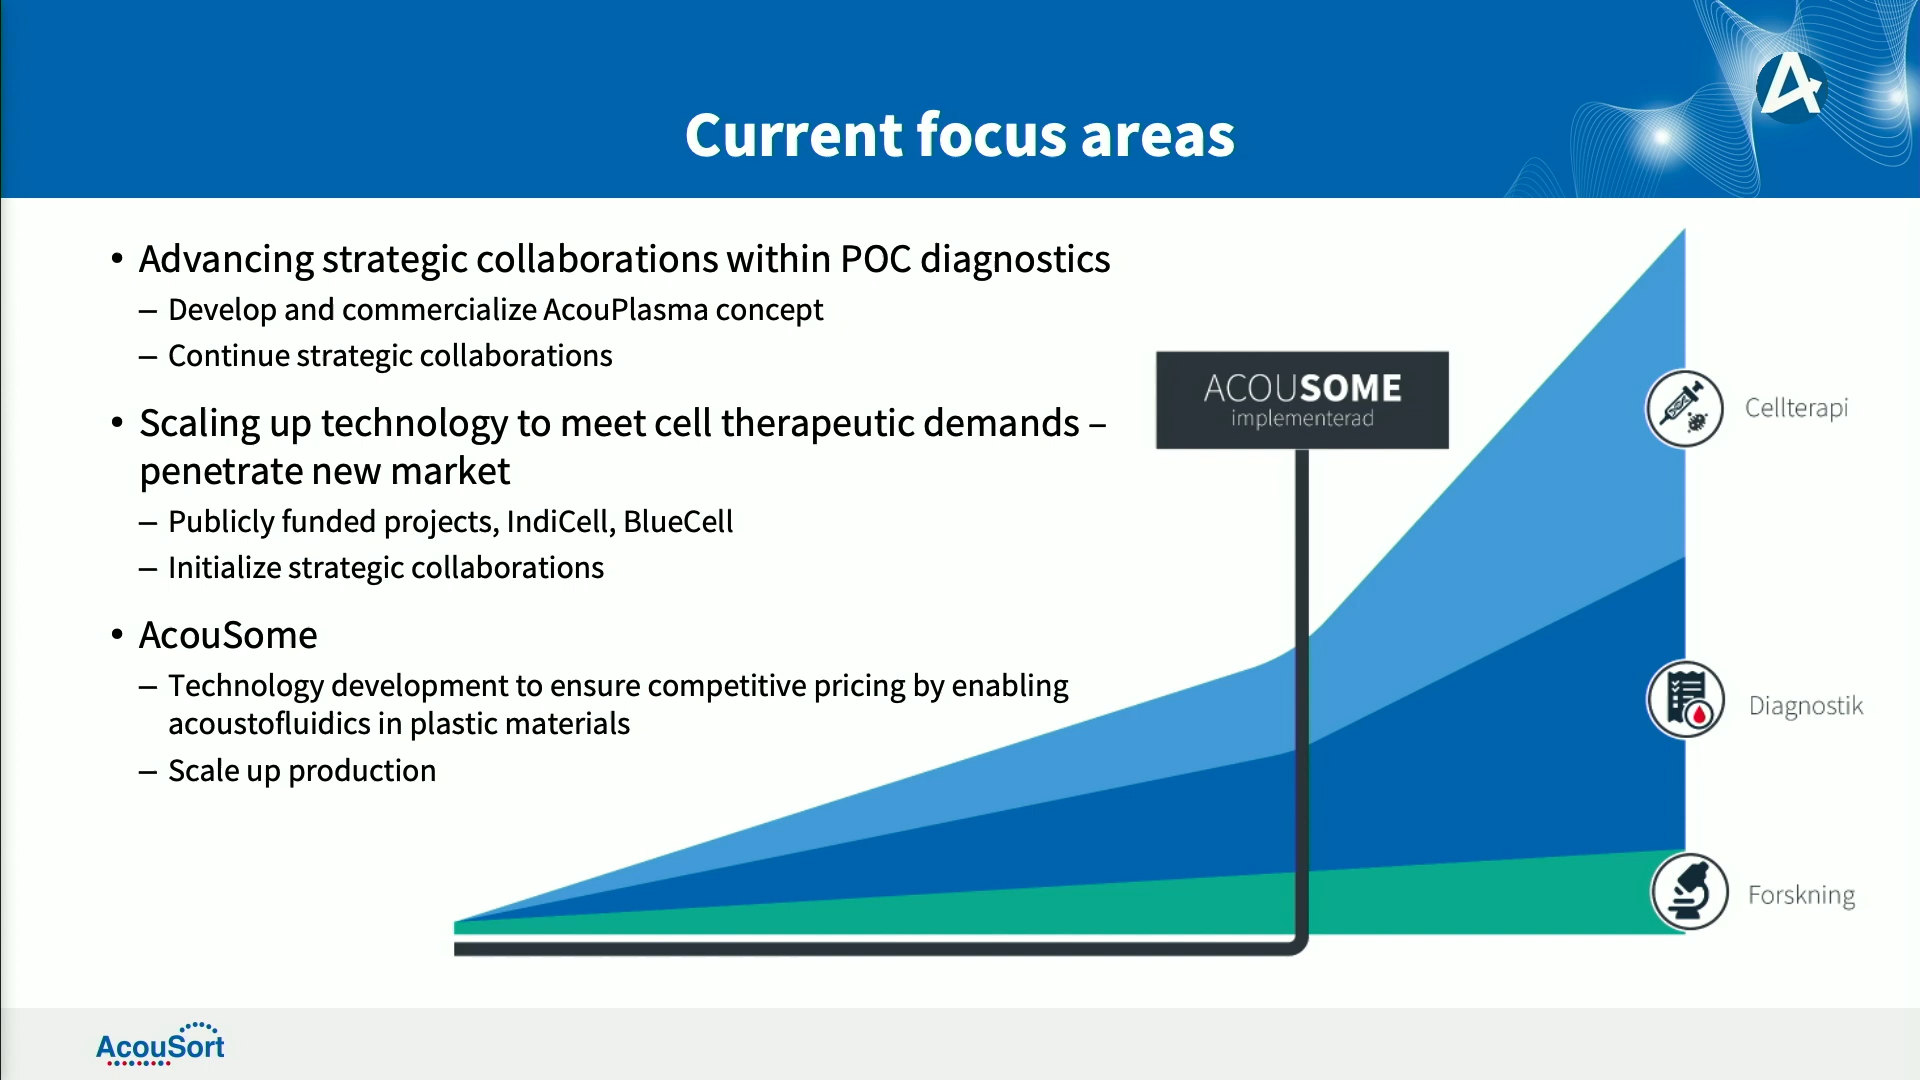 Current focus areas
• Advancing strategic collaborations within POC diagnostics
– Develop and commercialize AcouPlasma concept
– Continue strategic collaborations
• Scaling up technology to meet cell therapeutic demands –
penetrate new market
– Publicly funded projects, IndiCell, BlueCell
– Initialize strategic collaborations
• AcouSome
– Technology development to ensure competitive pricing by enabling
acoustofluidics in plastic materials
– Scale up production
ACOUSOME
implementerad
Cellterapi
Diagnostik
Forskning
AcouSort